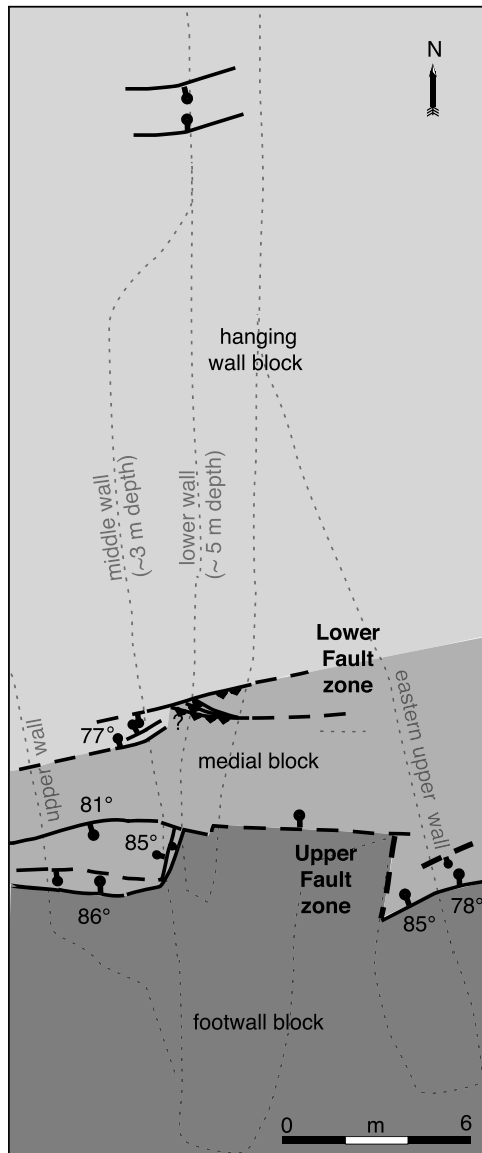 N
hanging
wall block
middle wall
(~3 m depth)
lower wall
(~ 5 m depth)
Lower
Fault
zone
77°
?
upper wall
medial block
eastern upper wall
81°
85°
Upper
Fault
zone
86°
85°
78°
footwall block
0 m 6